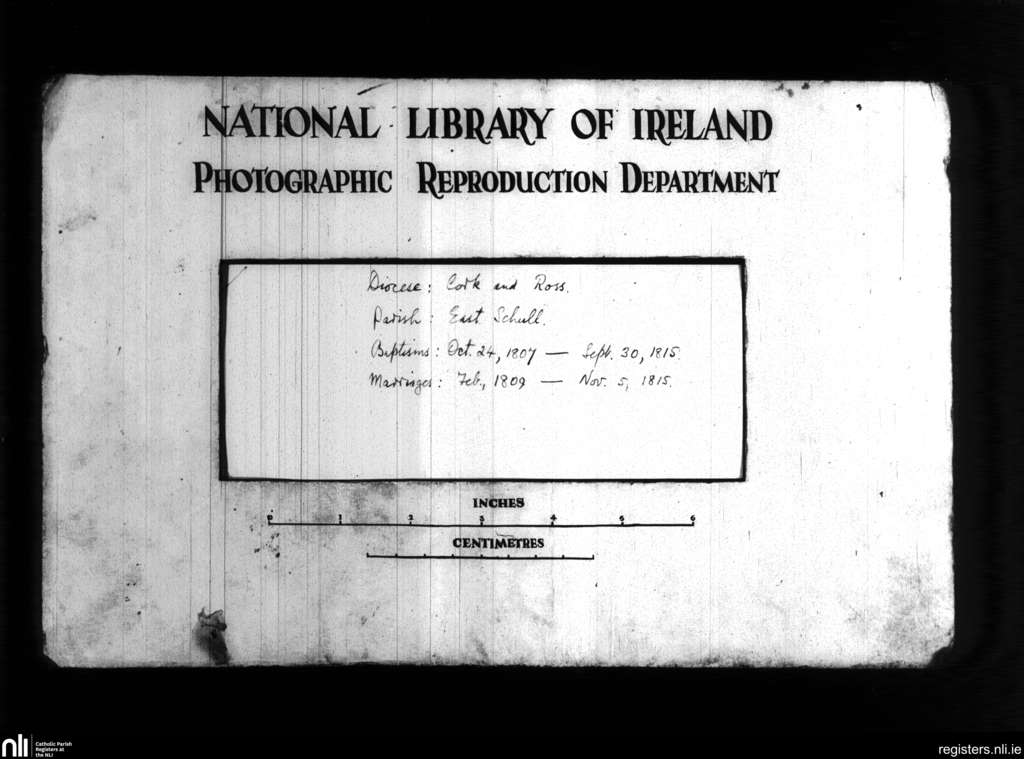 NATIONAL LIBRARY OF IRELAND
PHOTOGRAPHIC REPRODUCTION DEPARTMENT
Diocese: Cork and Ross.
Parish: East Schull.
Baptisms: Oct. 24, 1807 — Sept. 30, 1815.
Marriages: Feb., 1809 — Nov. 5, 1815.
INCHES
0 1 2 3 4 5 6
CENTIMETRES
nli
Catholic Parish
Registers at
the NLI
registers.nli.ie